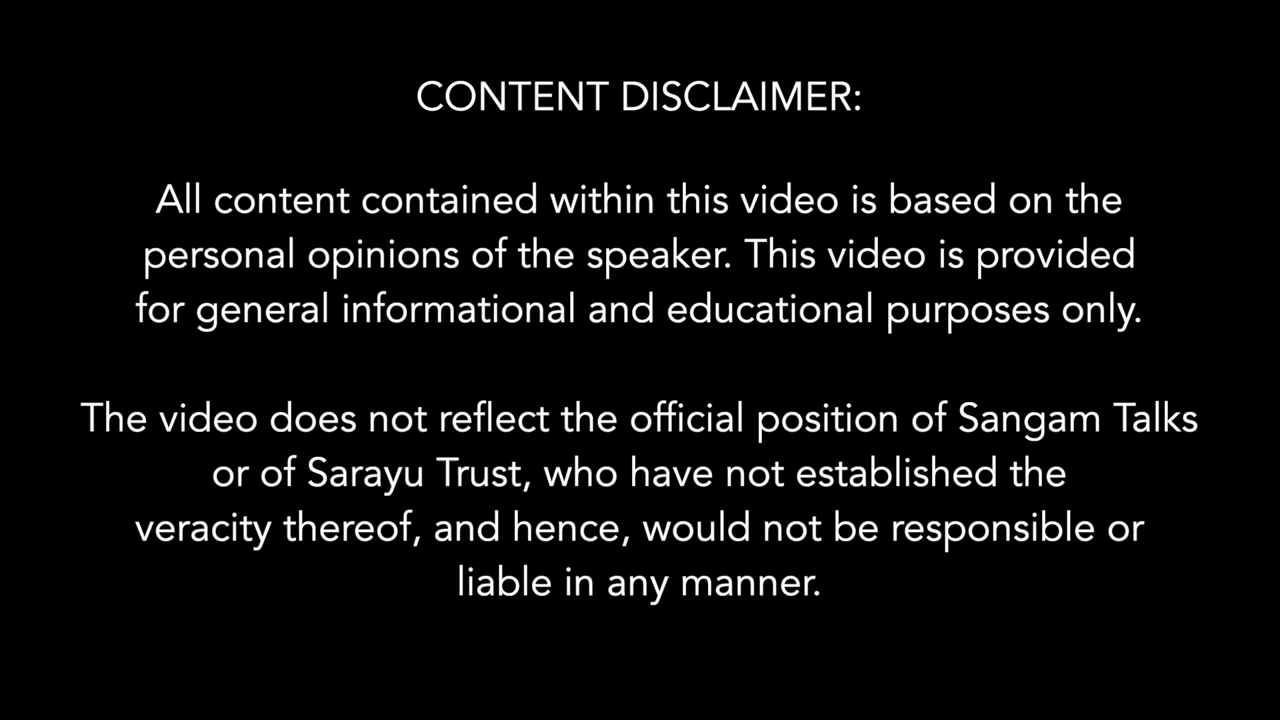 CONTENT DISCLAIMER:
All content contained within this video is based on the
personal opinions of the speaker. This video is provided
for general informational and educational purposes only.
The video does not reflect the official position of Sangam Talks
or of Sarayu Trust, who have not established the
veracity thereof, and hence, would not be responsible or
liable in any manner.